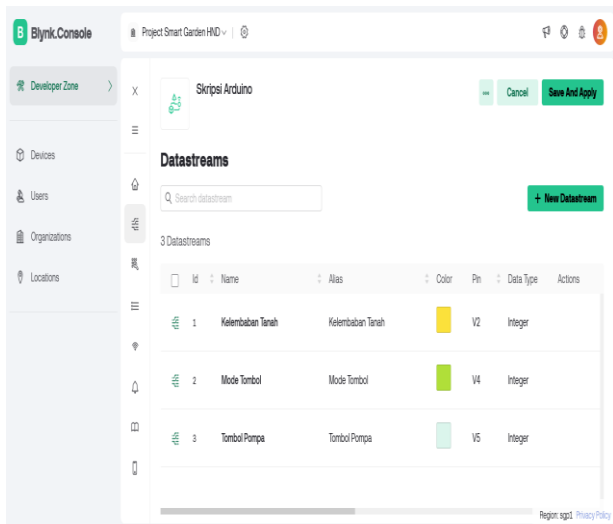 B Blynk.Console
Project Smart Garden HND
Developer Zone
Devices
Users
Organizations
Locations
Skripsi Arduino
Cancel
Save And Apply
Datastreams
Search datastream
+ New Datastream
3 Datastreams
Id Name Alias Color Pin Data Type Actions
1 Kelembaban Tanah Kelembaban Tanah V2 Integer
2 Mode Tombol Mode Tombol V4 Integer
3 Tombol Pompa Tombol Pompa V5 Integer
Region: sgp1 Privacy Policy